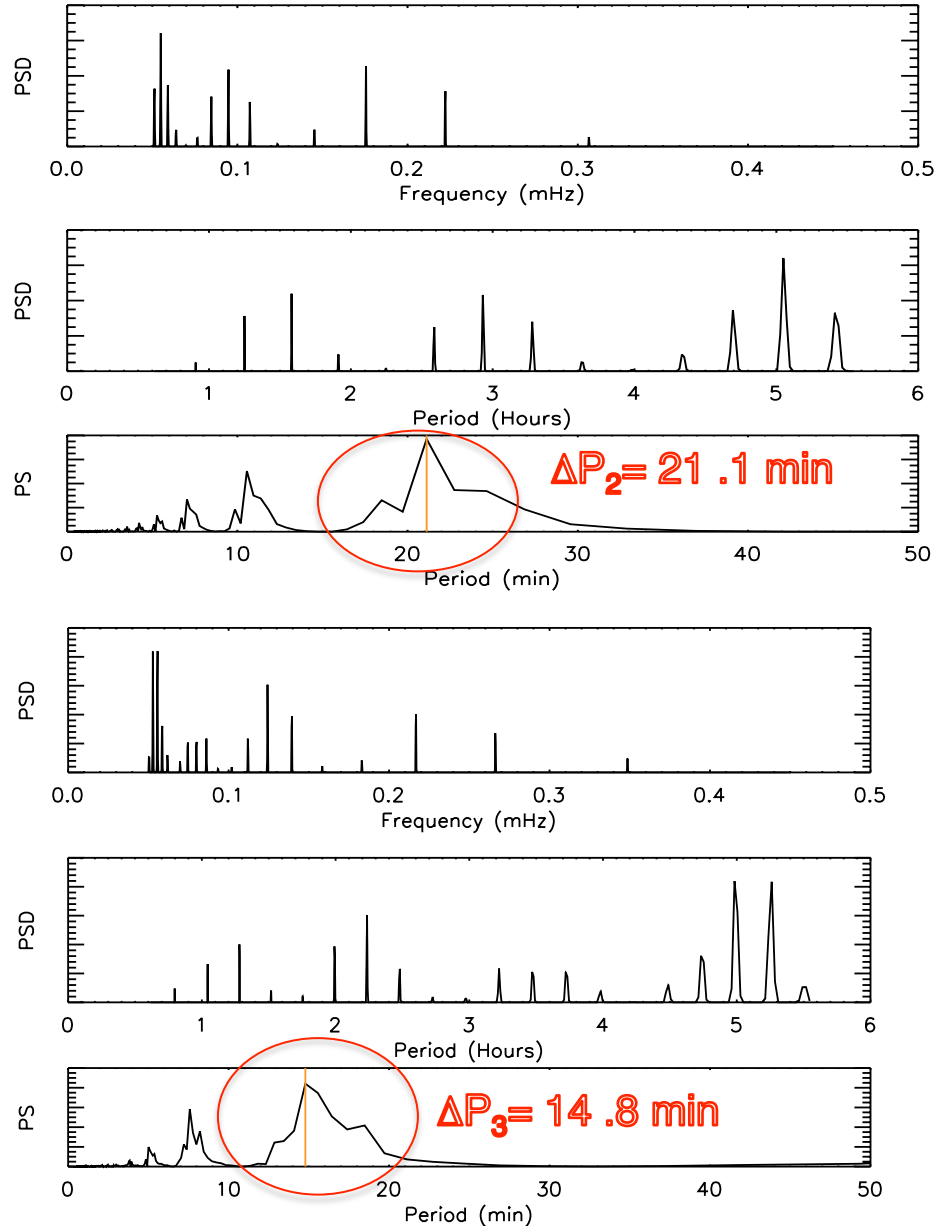 PSD
0.0 0.1 0.2 0.3 0.4 0.5
Frequency (mHz)
PSD
0 1 2 3 4 5 6
Period (Hours)
PS
ΔP2= 21 .1 min
0 10 20 30 40 50
Period (min)
PSD
0.0 0.1 0.2 0.3 0.4 0.5
Frequency (mHz)
PSD
0 1 2 3 4 5 6
Period (Hours)
PS
ΔP3= 14 .8 min
0 10 20 30 40 50
Period (min)